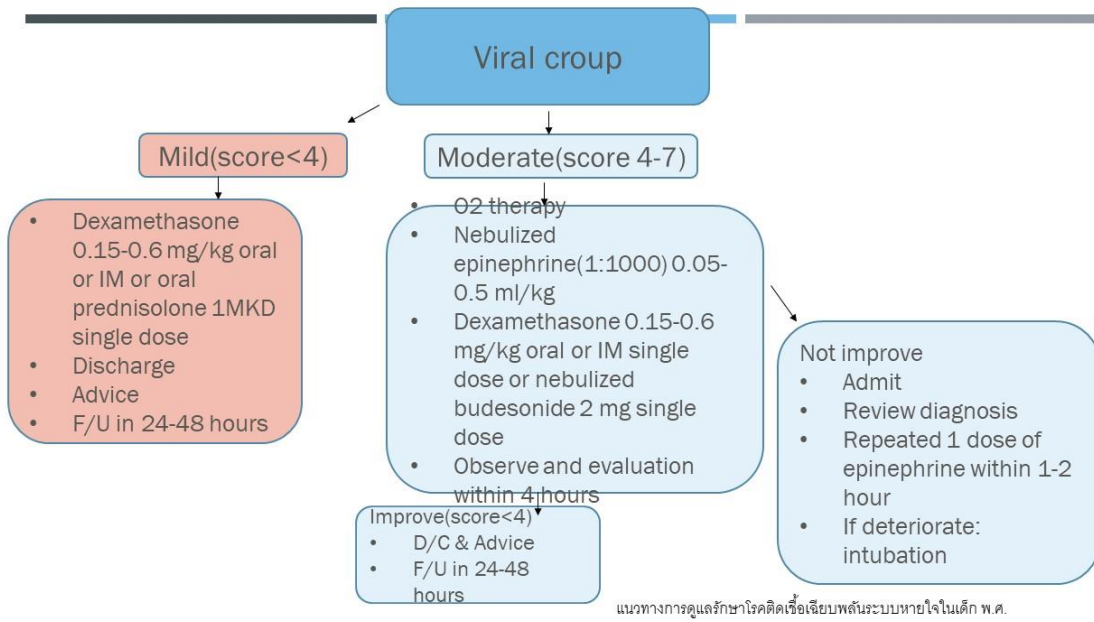 Viral croup
Mild(score<4)
• Dexamethasone
0.15-0.6 mg/kg oral
or IM or oral
prednisolone 1MKD
single dose
• Discharge
• Advice
• F/U in 24-48 hours
Moderate(score 4-7)
• O2 therapy
• Nebulized
epinephrine(1:1000) 0.05-
0.5 ml/kg
• Dexamethasone 0.15-0.6
mg/kg oral or IM single
dose or nebulized
budesonide 2 mg single
dose
• Observe and evaluation
within 4 hours
Improve(score<4)
• D/C & Advice
• F/U in 24-48
hours
Not improve
• Admit
• Review diagnosis
• Repeated 1 dose of
epinephrine within 1-2
hour
• If deteriorate:
intubation
แนวทางการดูแลรักษาโรคติดเชื้อเฉียบพลันระบบหายใจในเด็ก พ.ศ.